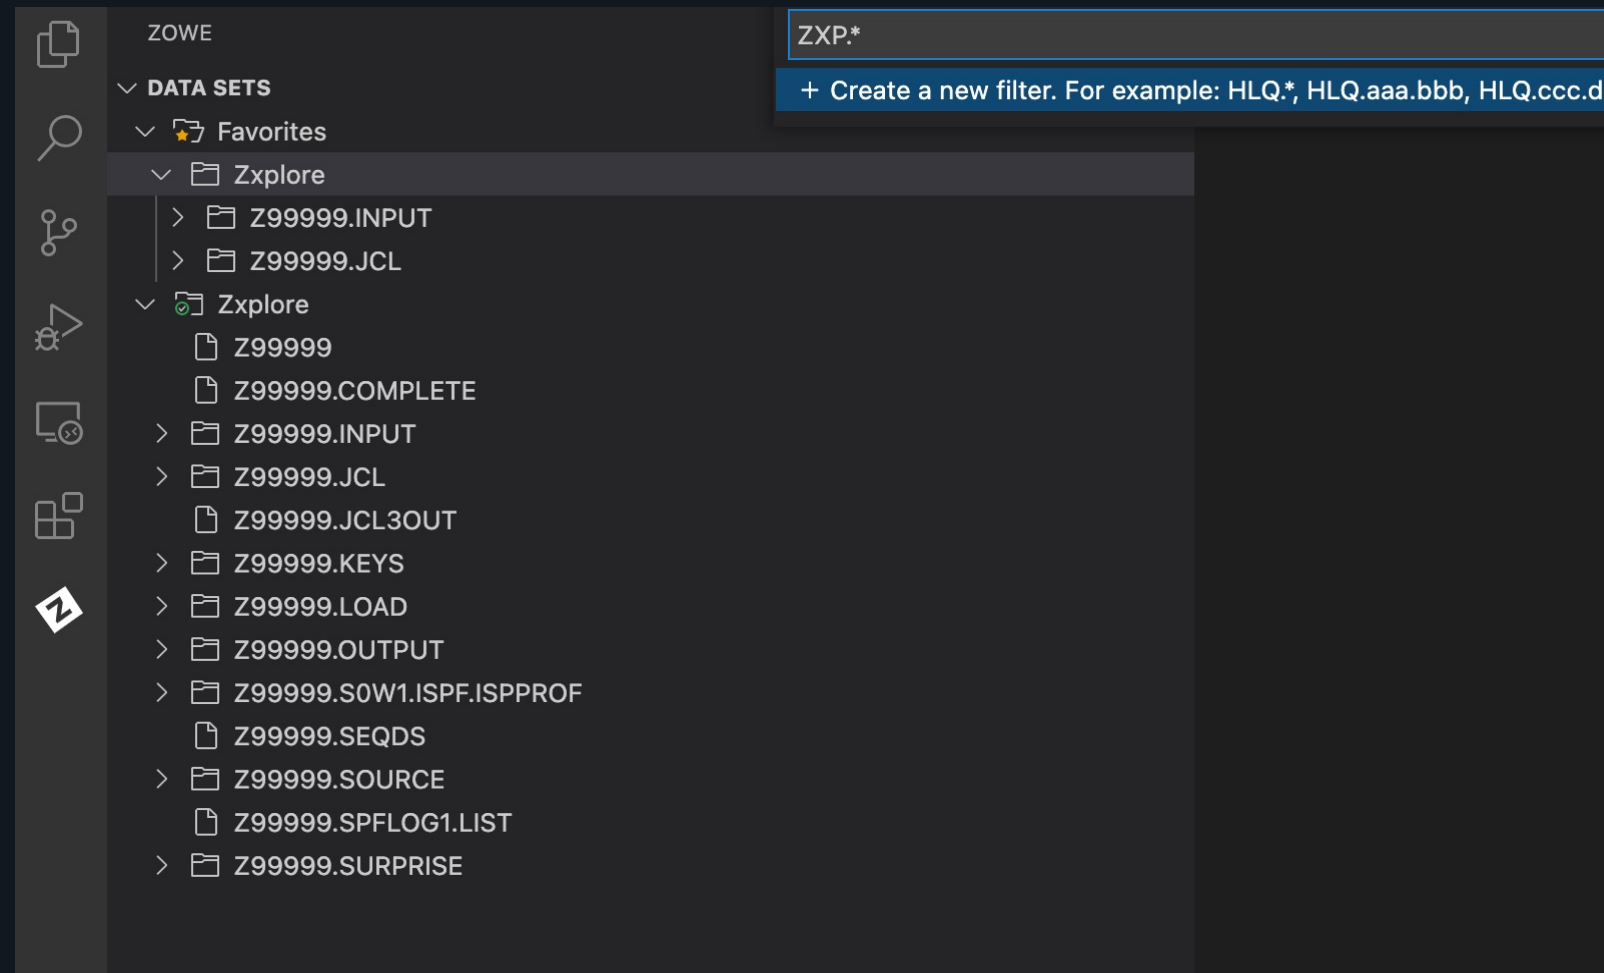 ZOWE
DATA SETS
Favorites
Zxplore
Z99999.INPUT
Z99999.JCL
Zxplore
Z99999
Z99999.COMPLETE
Z99999.INPUT
Z99999.JCL
Z99999.JCL3OUT
Z99999.KEYS
Z99999.LOAD
Z99999.OUTPUT
Z99999.S0W1.ISPF.ISPPROF
Z99999.SEQDS
Z99999.SOURCE
Z99999.SPFLOG1.LIST
Z99999.SURPRISE
ZXP.*
+ Create a new filter. For example: HLQ.*, HLQ.aaa.bbb, HLQ.ccc.d
Z